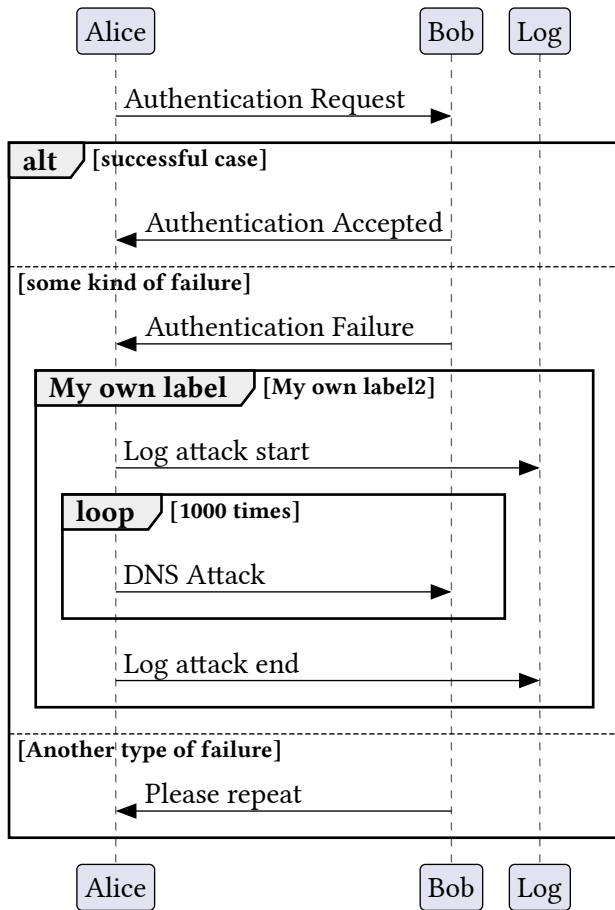 Alice Bob Log
Authentication Request
alt [successful case]
Authentication Accepted
[some kind of failure]
Authentication Failure
My own label [My own label2]
Log attack start
loop [1000 times]
DNS Attack
Log attack end
[Another type of failure]
Please repeat
Alice Bob Log